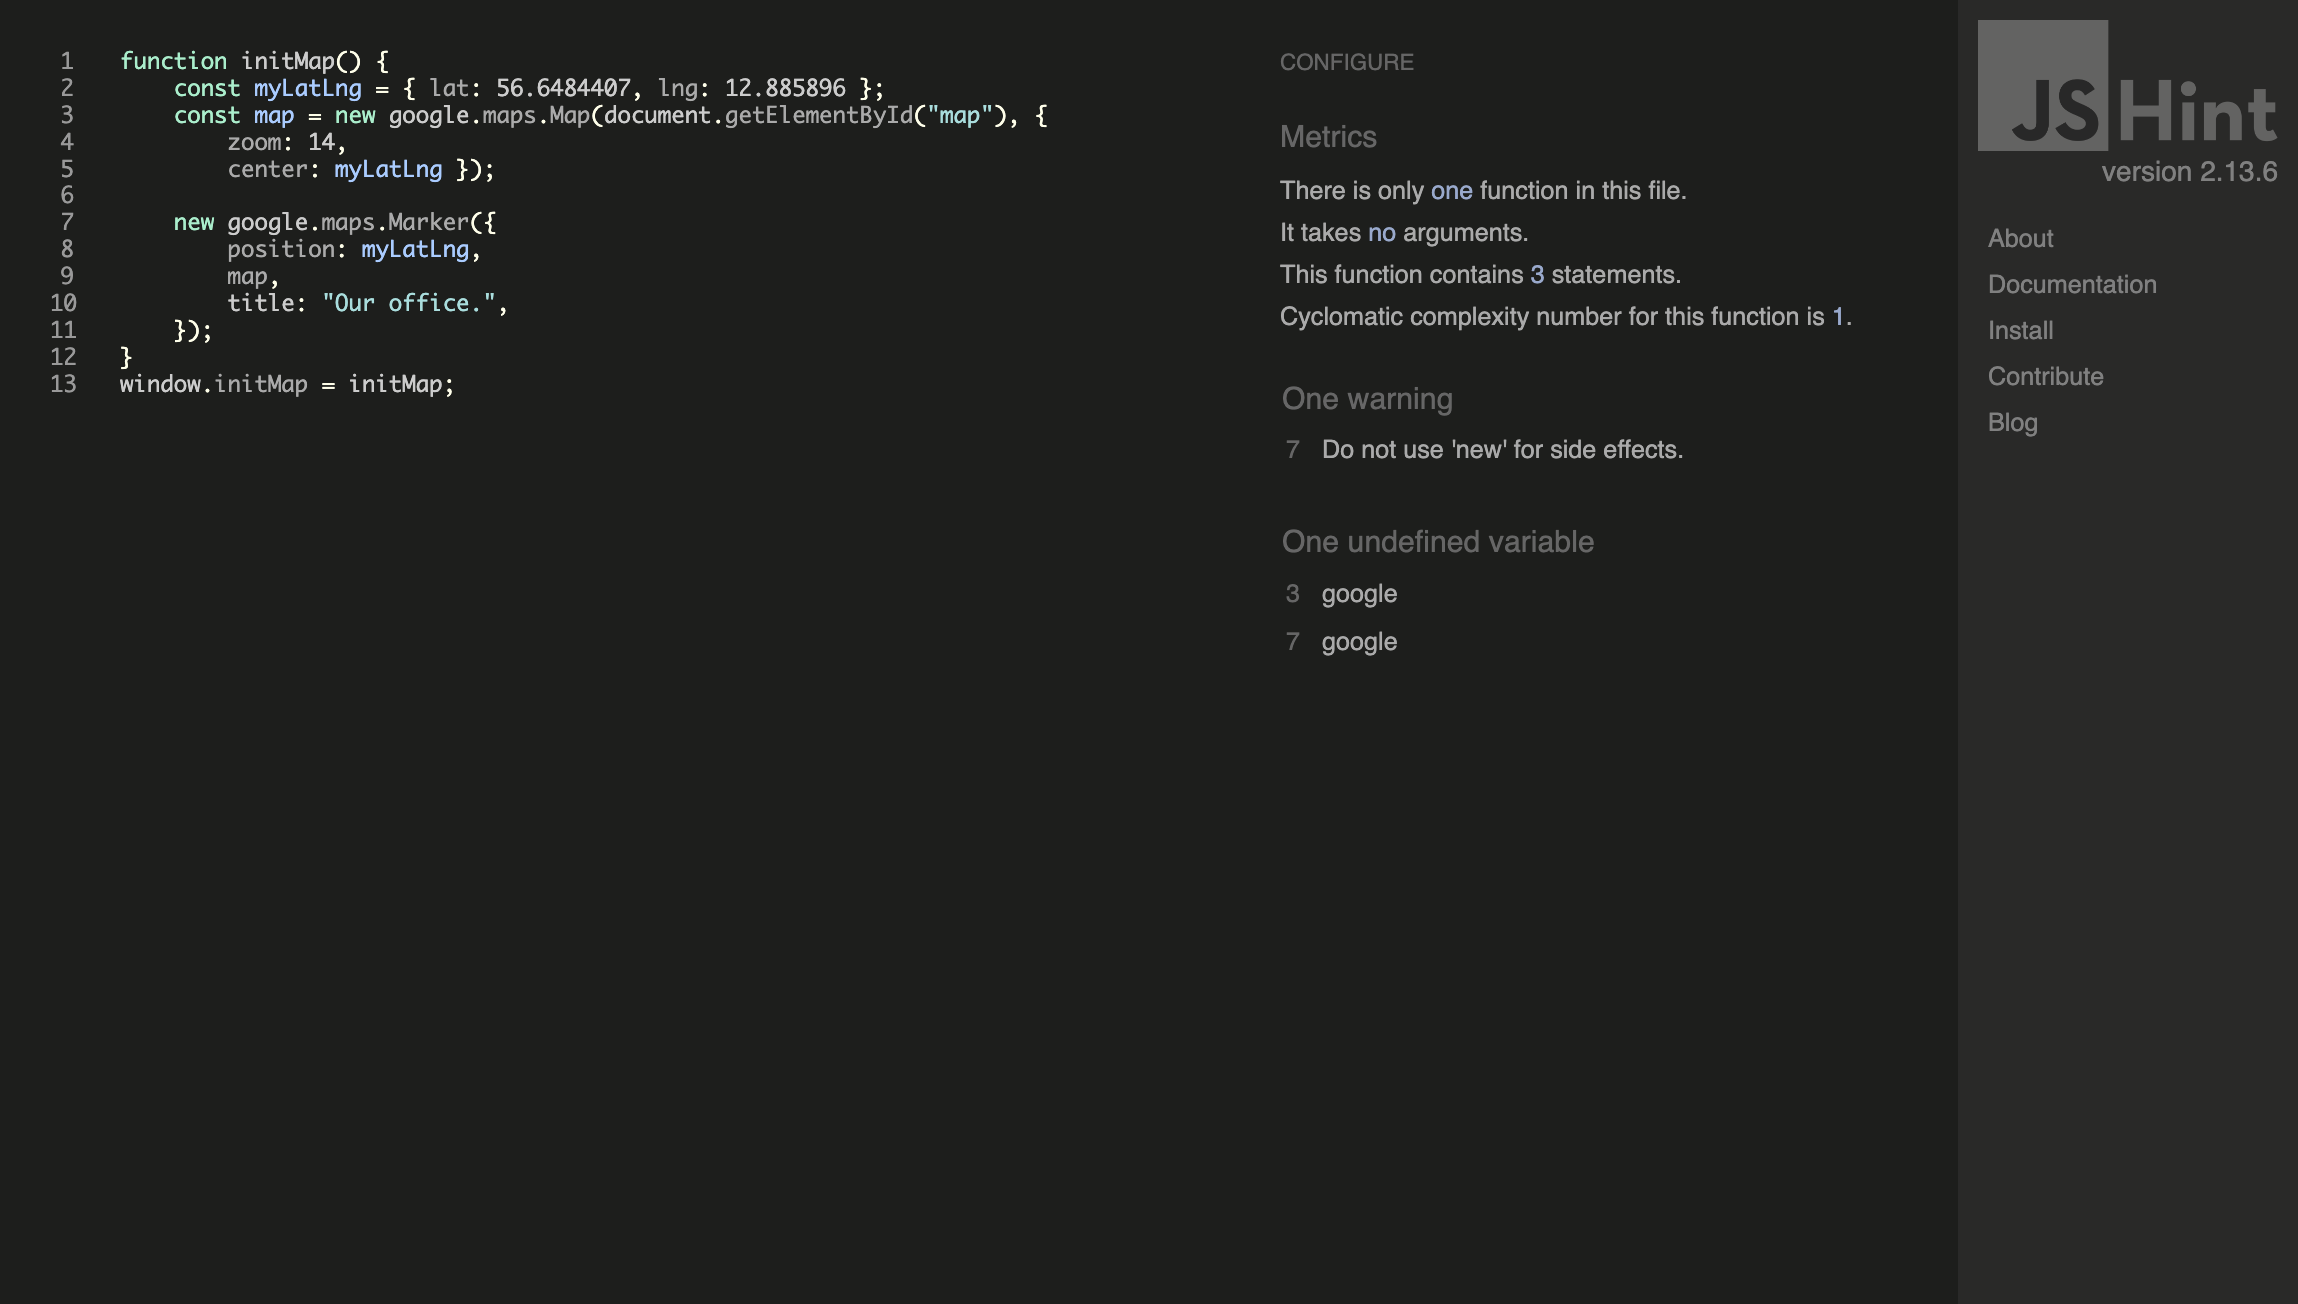 1 function initMap() {
2 const myLatLng = { lat: 56.6484407, lng: 12.885896 };
3 const map = new google.maps.Map(document.getElementById("map"), {
4 zoom: 14,
5 center: myLatLng });
6
7 new google.maps.Marker({
8 position: myLatLng,
9 map,
10 title: "Our office.",
11 });
12 }
13 window.initMap = initMap;
CONFIGURE
Metrics
There is only one function in this file.
It takes no arguments.
This function contains 3 statements.
Cyclomatic complexity number for this function is 1.
One warning
7 Do not use 'new' for side effects.
One undefined variable
3 google
7 google
JSHint
version 2.13.6
About
Documentation
Install
Contribute
Blog